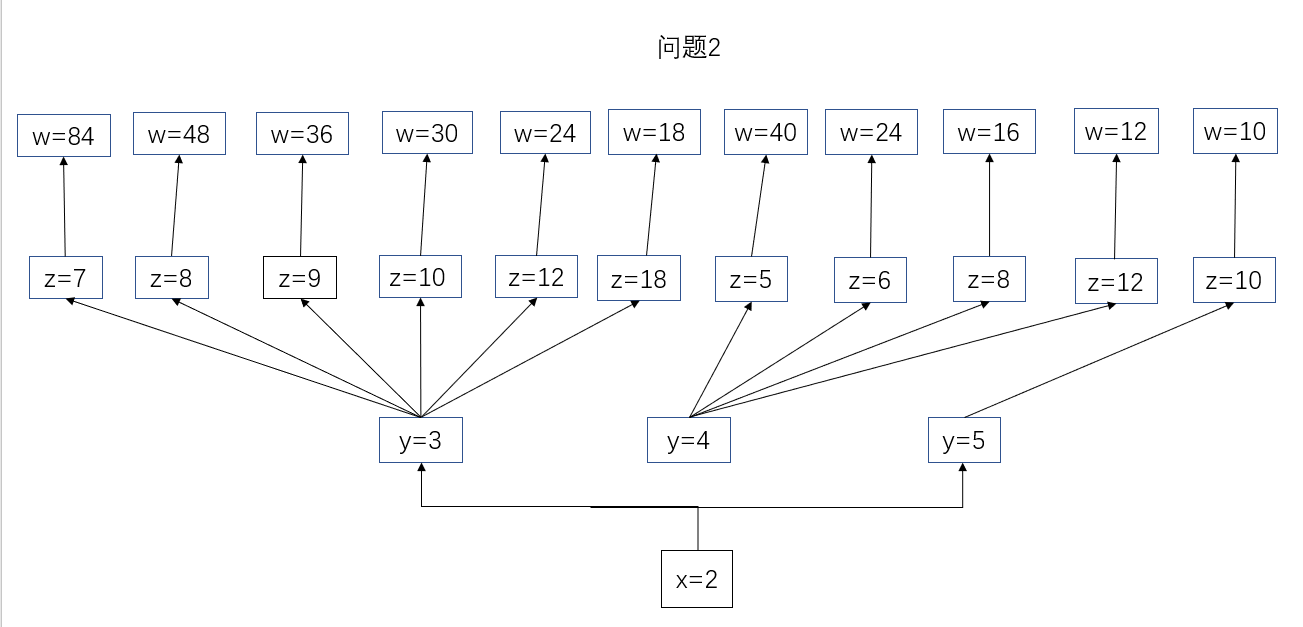 问题2
w=84 w=48 w=36 w=30 w=24 w=18 w=40 w=24 w=16 w=12 w=10
z=7 z=8 z=9 z=10 z=12 z=18 z=5 z=6 z=8 z=12 z=10
y=3 y=4 y=5
x=2